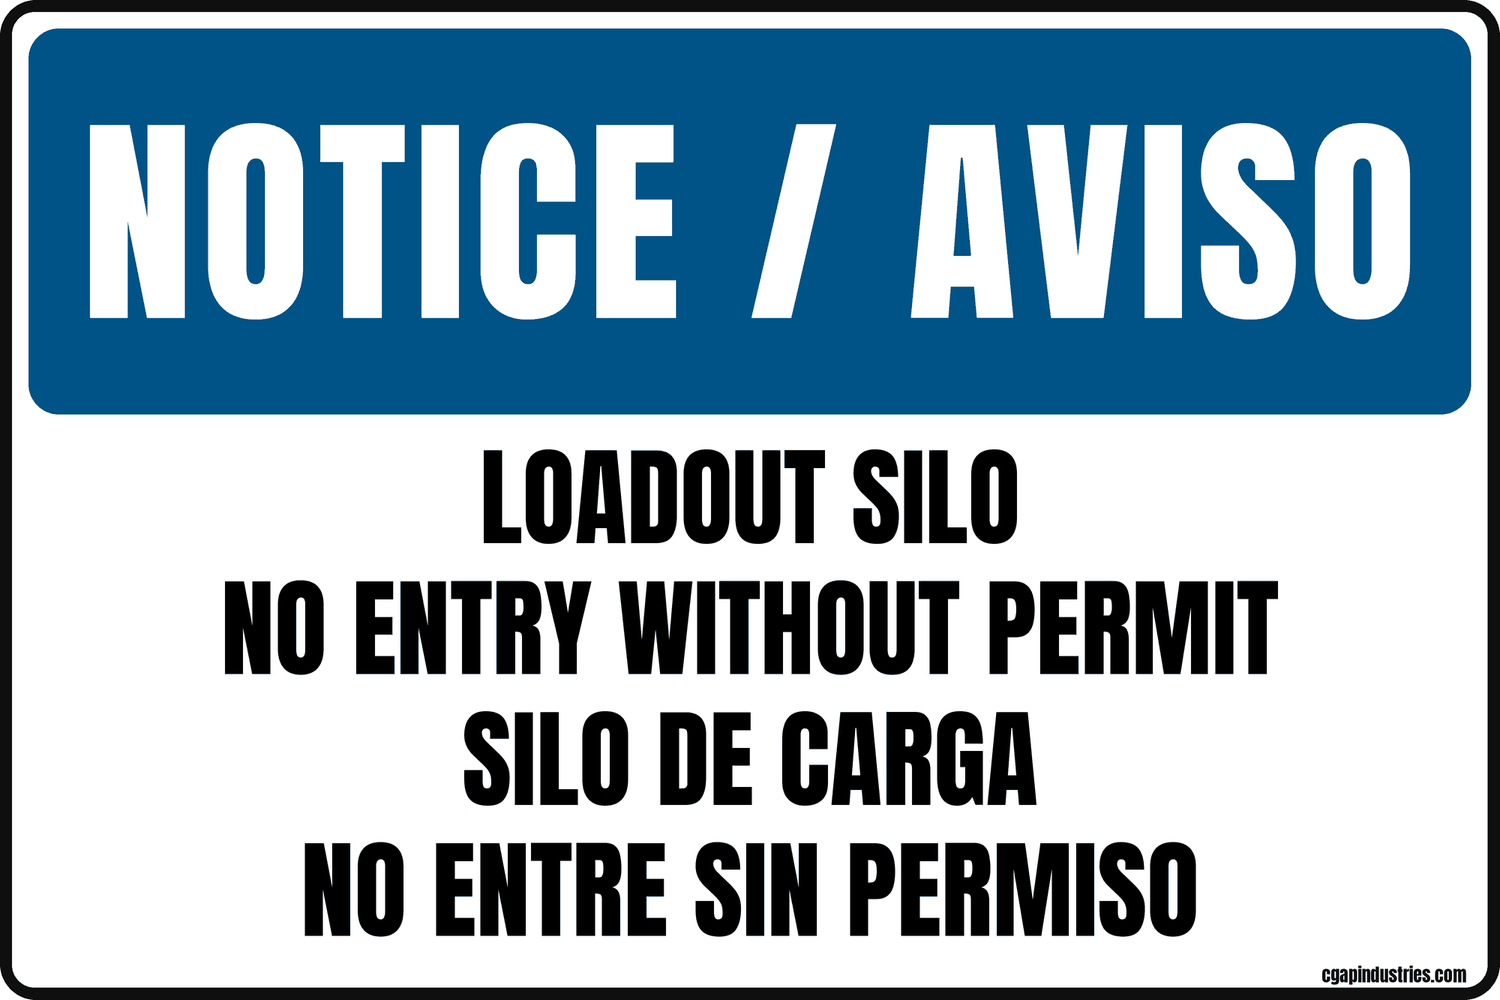 NOTICE / AVISO
LOADOUT SILO
NO ENTRY WITHOUT PERMIT
SILO DE CARGA
NO ENTRE SIN PERMISO
cgapindustries.com